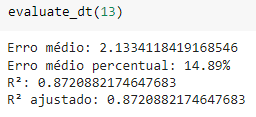 evaluate_dt(13)
Erro médio: 2.1334118419168546
Erro médio percentual: 14.89%
R²: 0.8720882174647683
R² ajustado: 0.8720882174647683